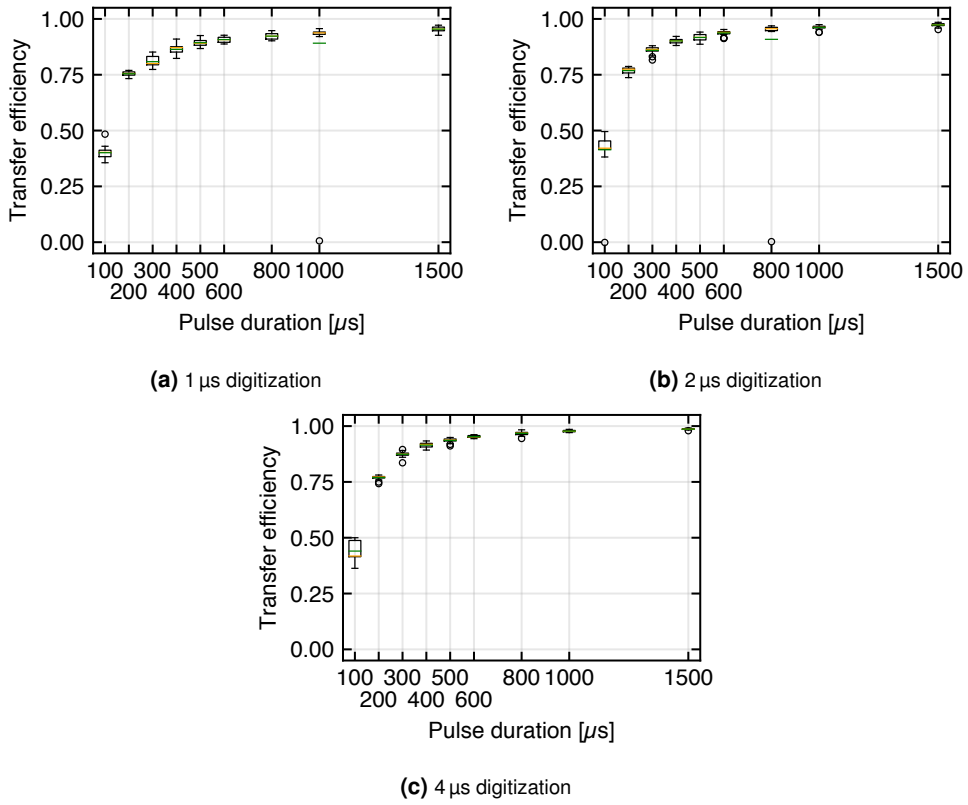 1.00
0.75
0.50
0.25
0.00
Transfer efficiency
100 300 500 800 1000 1500
200 400 600
Pulse duration [µs]
(a) 1 µs digitization
1.00
0.75
0.50
0.25
0.00
Transfer efficiency
100 300 500 800 1000 1500
200 400 600
Pulse duration [µs]
(b) 2 µs digitization
1.00
0.75
0.50
0.25
0.00
Transfer efficiency
100 300 500 800 1000 1500
200 400 600
Pulse duration [µs]
(c) 4 µs digitization